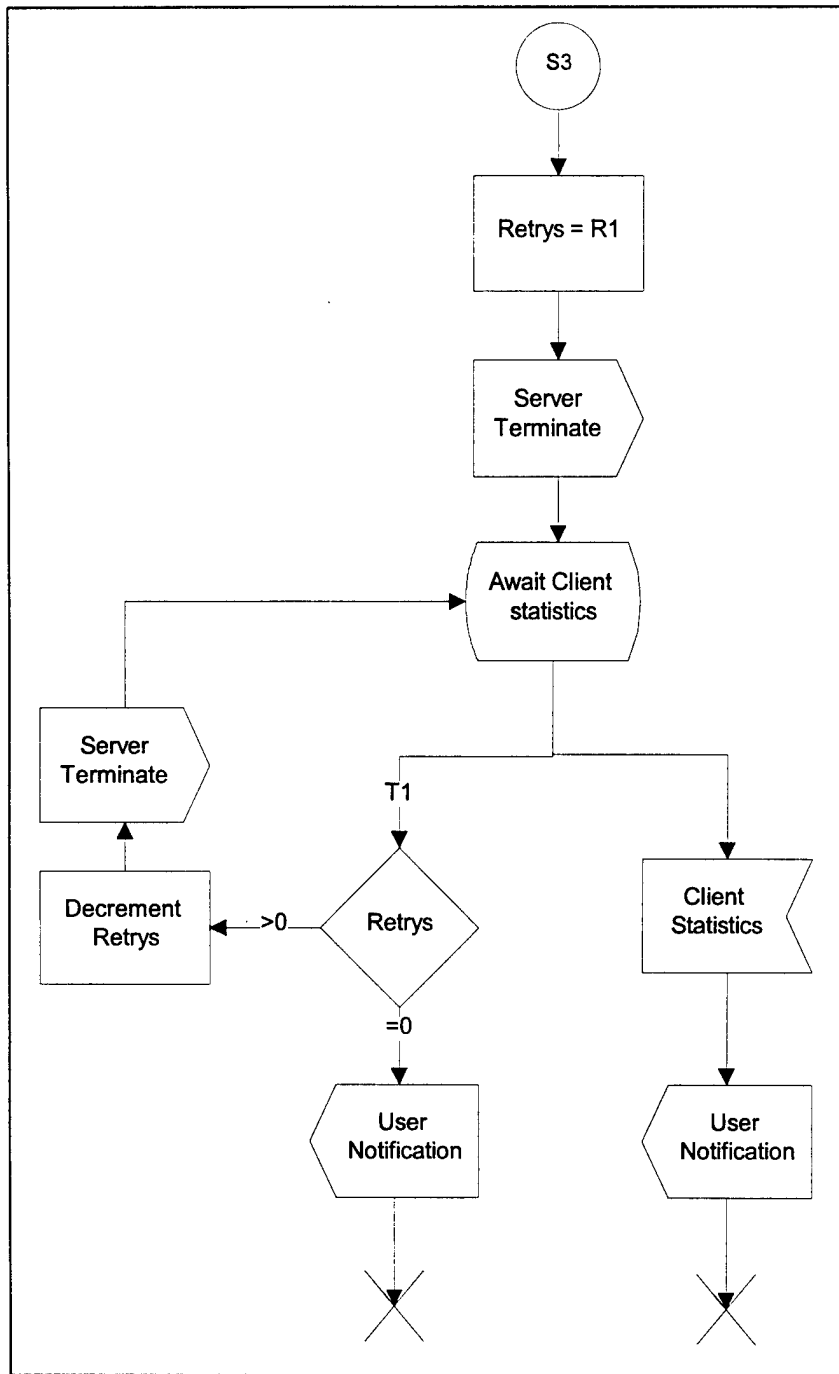 S3
Retrys = R1
Server
Terminate
Await Client
statistics
Server
Terminate
T1
Decrement
Retrys
>0
Retrys
Client
Statistics
=0
User
Notification
User
Notification